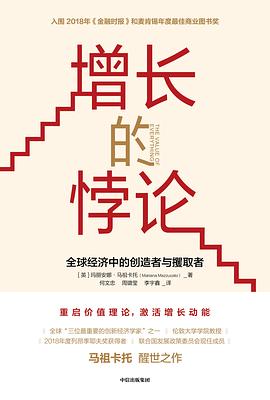 入围 2018年《金融时报》和麦肯锡年度最佳商业图书奖
增长
的
THE VALUE OF
EVERYTHING
悖论
全球经济中的创造者与攫取者
[英] 玛丽安娜·马祖卡托 (Mariana Mazzucato) 著
何文忠 周璐莹 李宇鑫 译
重启价值理论,激活增长动能
全球“三位最重要的创新经济学家”之一 伦敦大学学院教授
2018年度列昂季耶夫奖获得者 联合国发展政策委员会现任成员
马祖卡托 醒世之作
中信出版集团